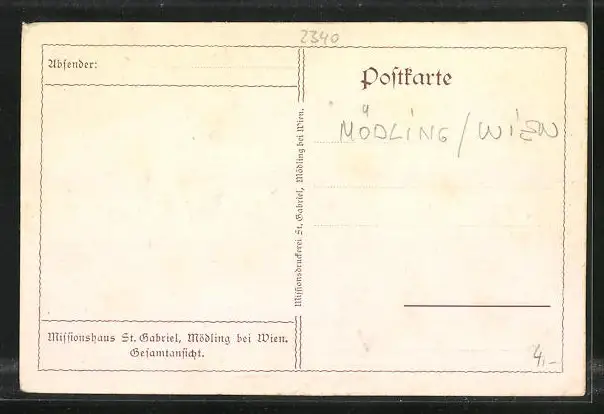 2340
Absender:
Postkarte
MÖDLING / WIEN
Missionsdruckerei St. Gabriel, Mödling bei Wien.
4,-
Missionshaus St. Gabriel, Mödling bei Wien.
Gesamtansicht.